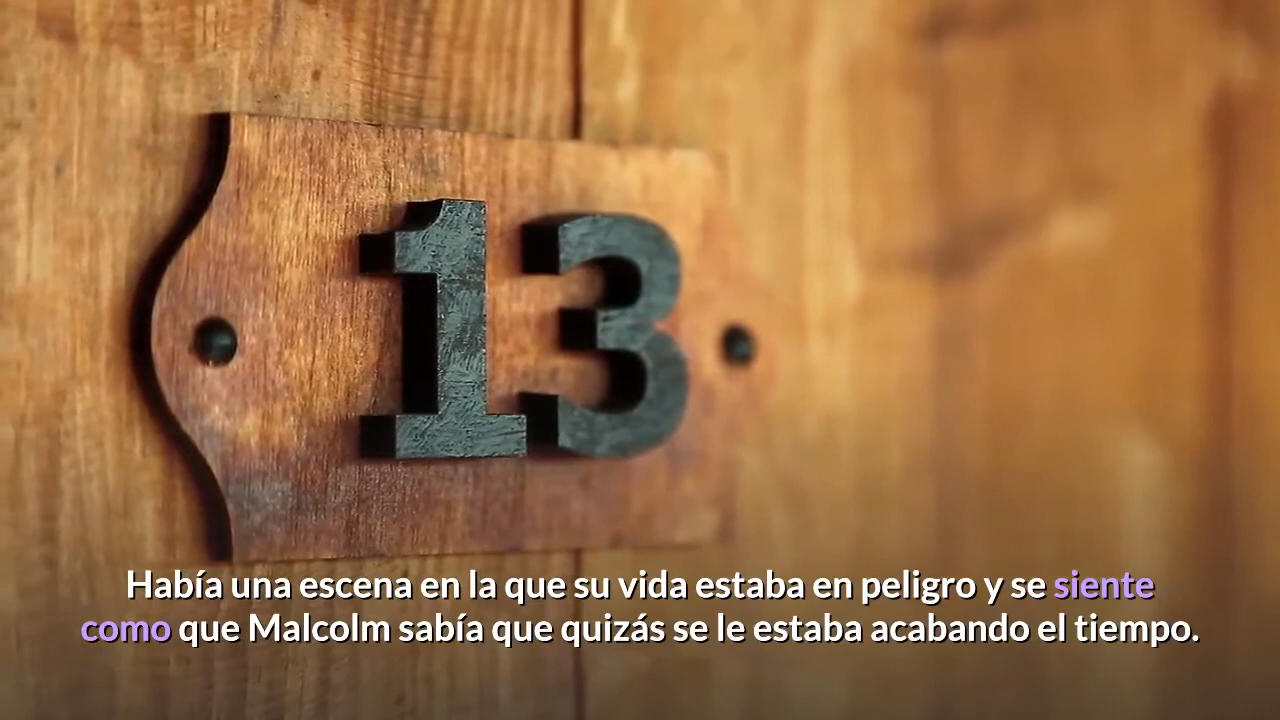 13
Había una escena en la que su vida estaba en peligro y se siente
como que Malcolm sabía que quizás se le estaba acabando el tiempo.